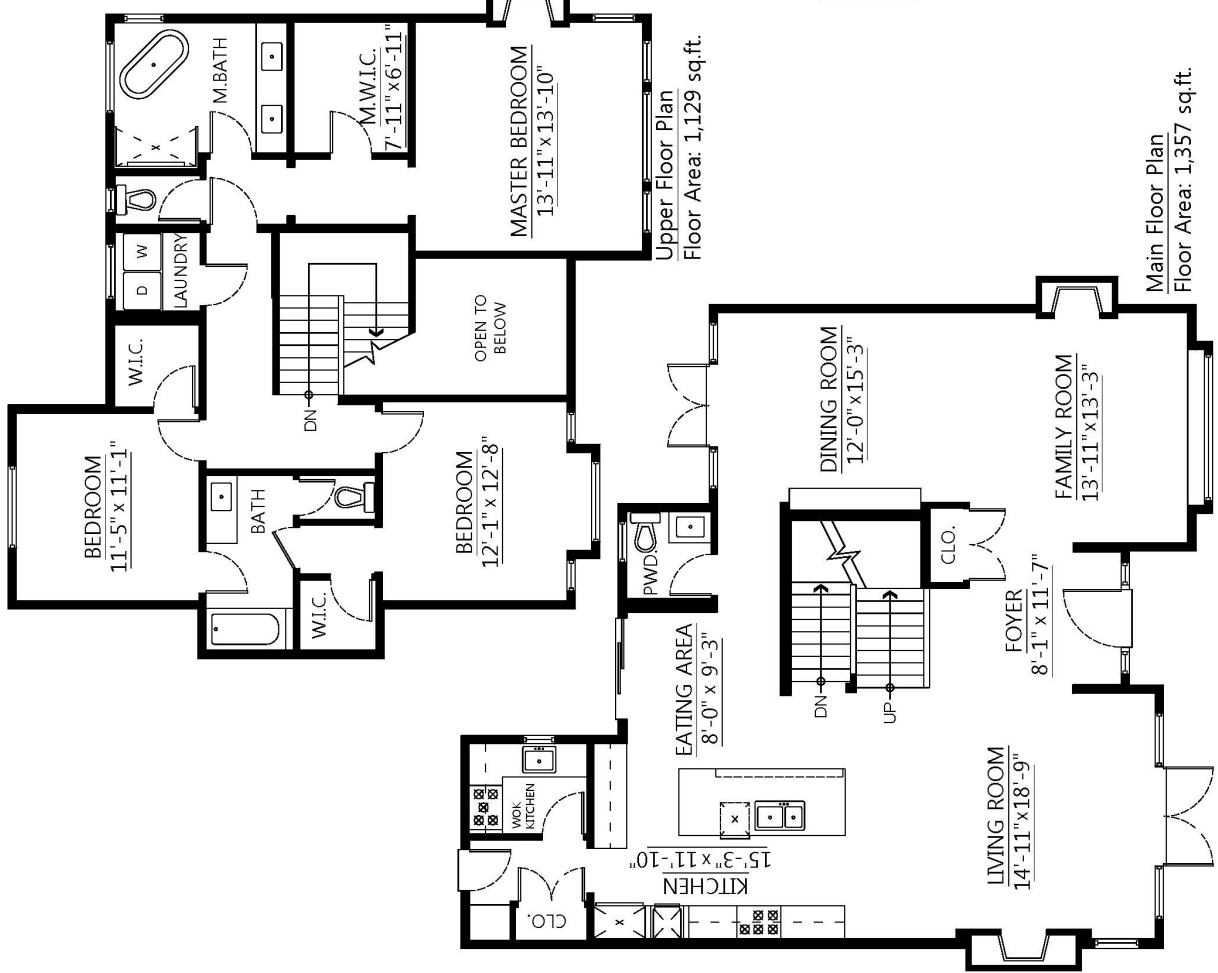 M.BATH
M.W.I.C.
7'-11"x6'-11"
MASTER BEDROOM
13'-11"x13'-10"
Upper Floor Plan
Floor Area: 1,129 sq.ft.
W
D
LAUNDRY
W.I.C.
DN
OPEN TO
BELOW
BEDROOM
11'-5" x 11'-1"
BATH
W.I.C.
BEDROOM
12'-1" x 12'-8"
Main Floor Plan
Floor Area: 1,357 sq.ft.
DINING ROOM
12'-0"x15'-3"
FAMILY ROOM
13'-11"x13'-3"
PWD.
CLO.
FOYER
8'-1" x 11'-7"
EATING AREA
8'-0" x 9'-3"
DN
UP
WOK
KITCHEN
KITCHEN
15'-3"x11'-10"
CLO.
LIVING ROOM
14'-11"x18'-9"